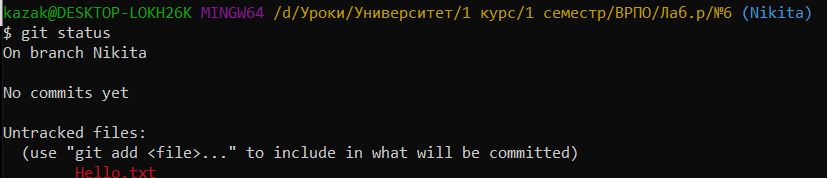 kazak@DESKTOP-LOKH26K MINGW64 /d/Уроки/Университет/1 курс/1 семестр/ВРПО/Лаб.р/№6 (Nikita)
$ git status
On branch Nikita
No commits yet
Untracked files:
(use "git add <file>..." to include in what will be committed)
Hello.txt